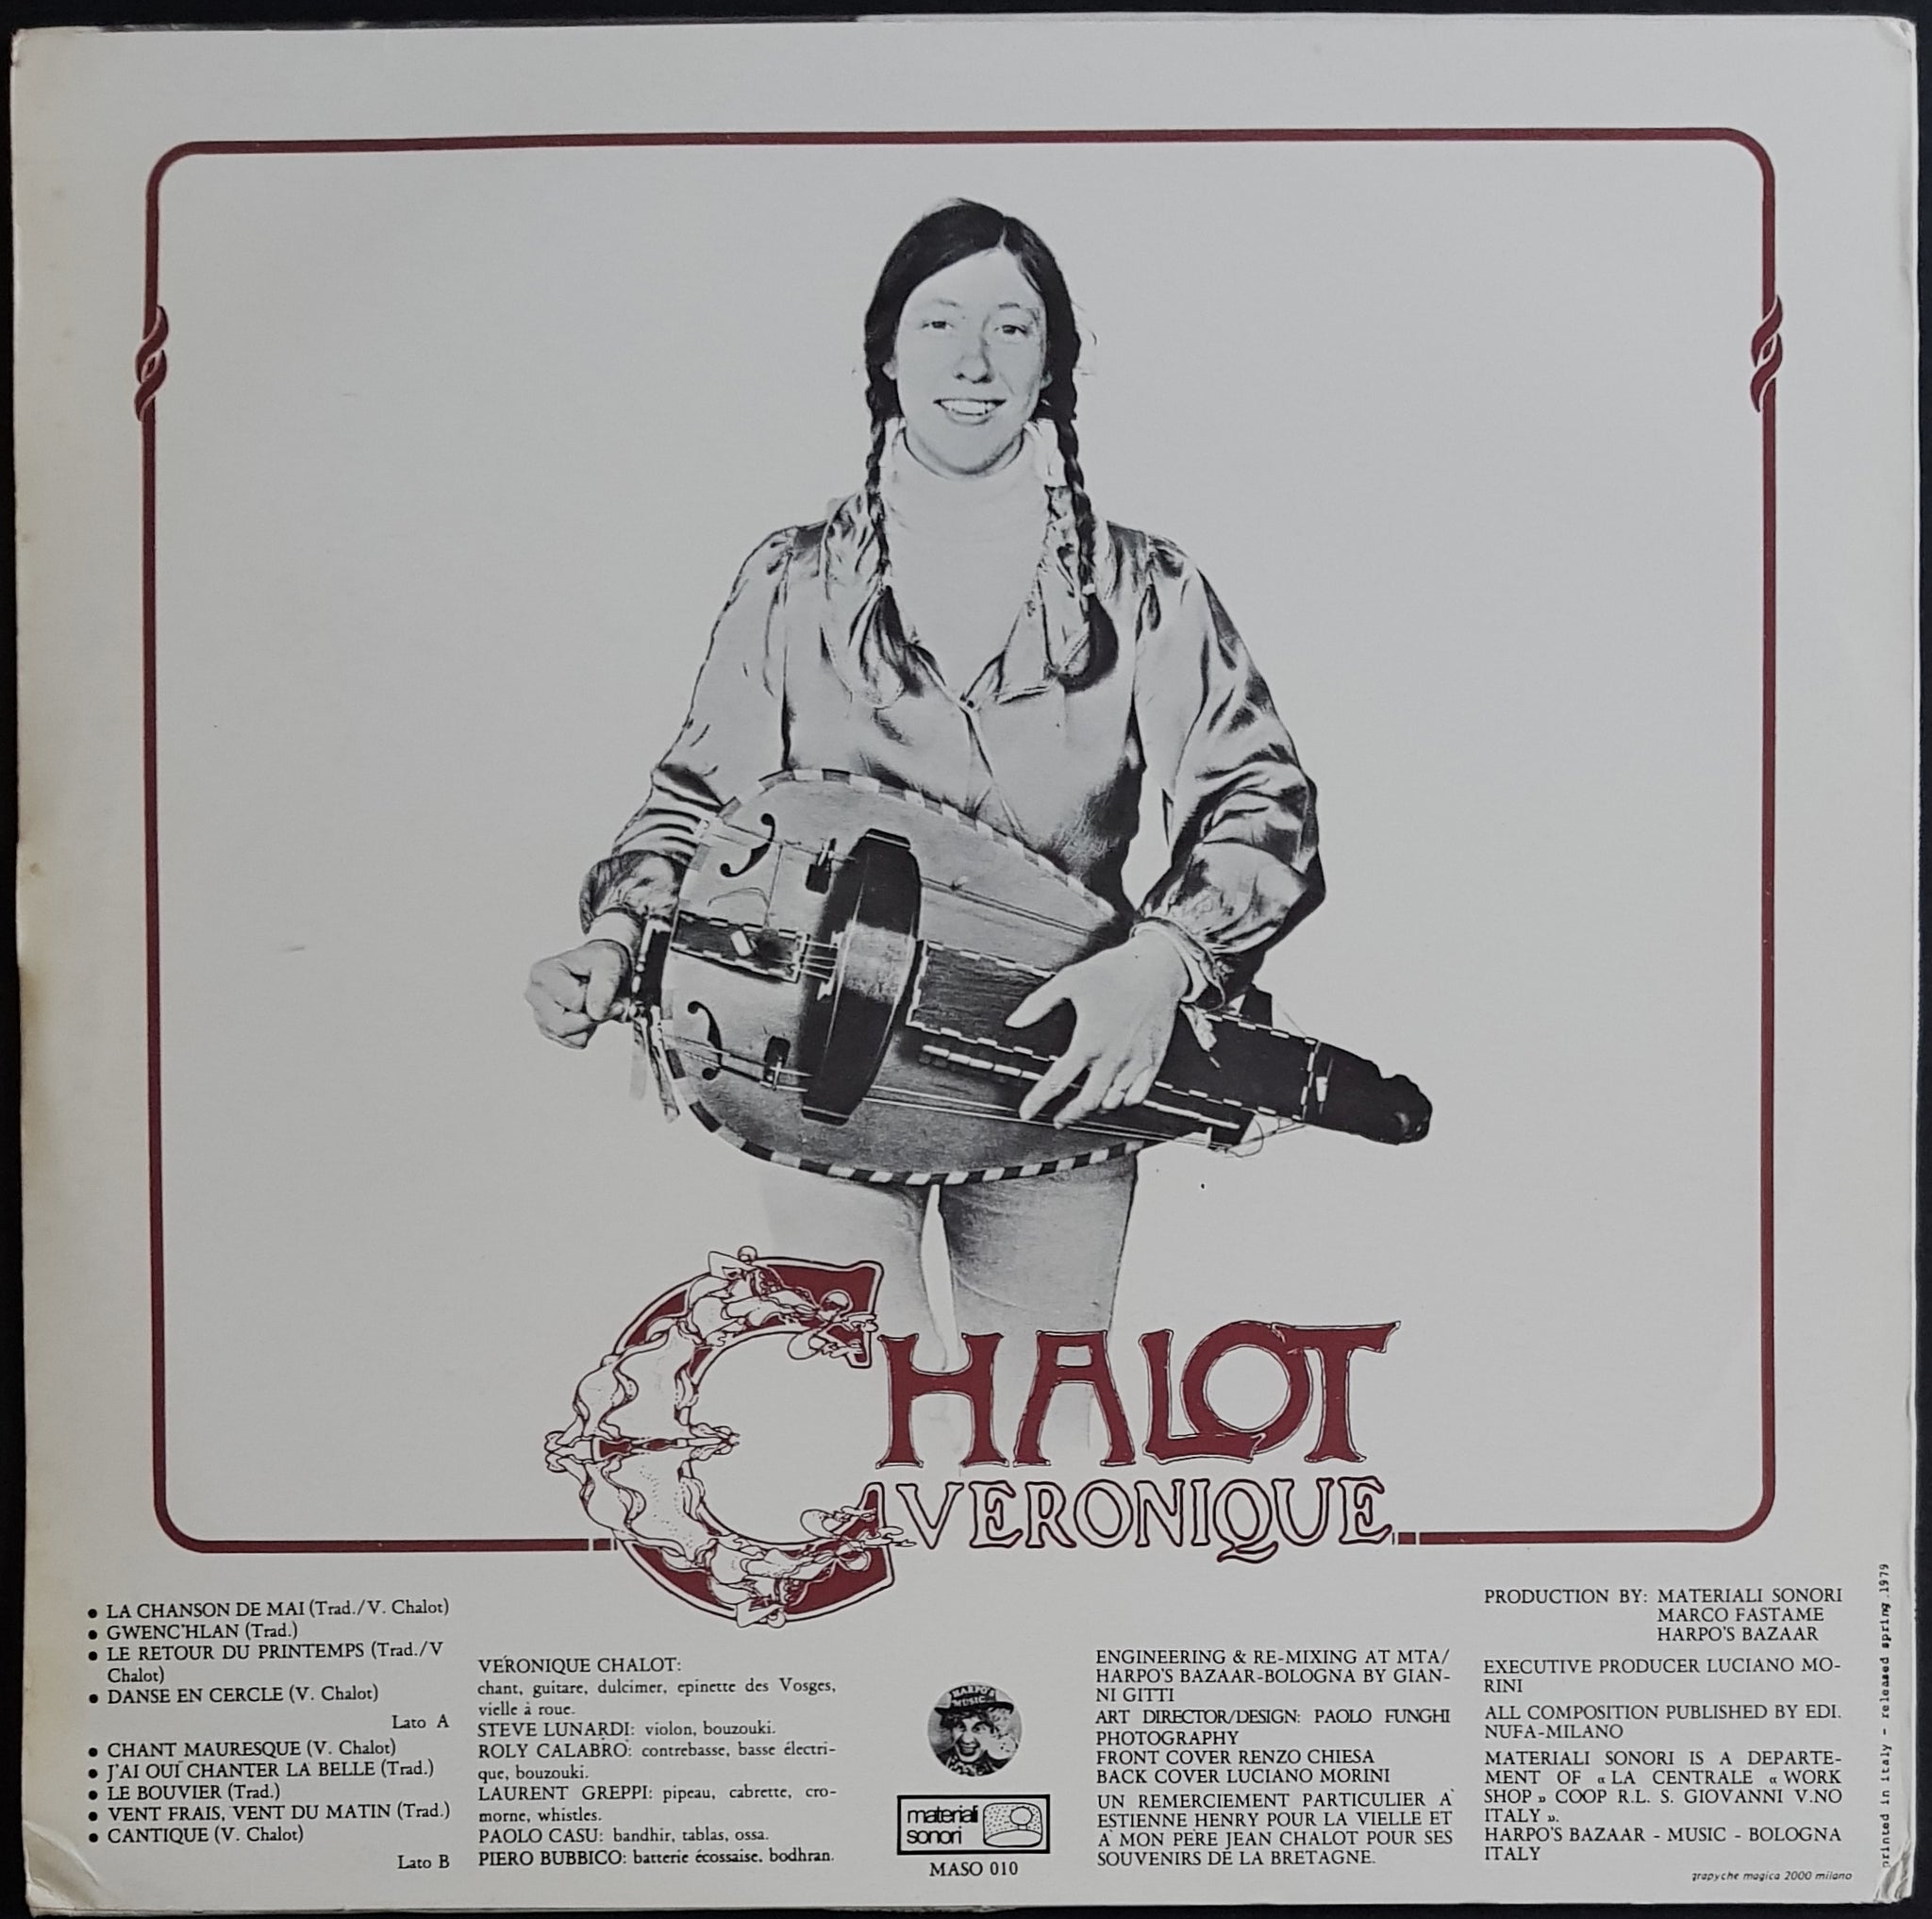 CHALOT
VERONIQUE
● LA CHANSON DE MAI (Trad./V. Chalot)
● GWENC'HLAN (Trad.)
● LE RETOUR DU PRINTEMPS (Trad./V
Chalot)
● DANSE EN CERCLE (V. Chalot)
Lato A
● CHANT MAURESQUE (V. Chalot)
● J'AI OUÏ CHANTER LA BELLE (Trad.)
● LE BOUVIER (Trad.)
● VENT FRAIS, VENT DU MATIN (Trad.)
● CANTIQUE (V. Chalot)
Lato B
VÉRONIQUE CHALOT:
chant, guitare, dulcimer, epinette des Vosges,
vielle à roue.
STEVE LUNARDI: violon, bouzouki.
ROLY CALABRO': contrebasse, basse électri-
que, bouzouki.
LAURENT GREPPI: pipeau, cabrette, cro-
morne, whistles.
PAOLO CASU: bandhir, tablas, ossa.
PIERO BUBBICO: batterie écossaise, bodhran.
HARPO'S
MUSIC
materiali
sonori
MASO 010
ENGINEERING & RE-MIXING AT MTA/
HARPO'S BAZAAR-BOLOGNA BY GIAN-
NI GITTI
ART DIRECTOR/DESIGN: PAOLO FUNGHI
PHOTOGRAPHY
FRONT COVER RENZO CHIESA
BACK COVER LUCIANO MORINI
UN REMERCIEMENT PARTICULIER A'
ESTIENNE HENRY POUR LA VIELLE ET
A' MON PÈRE JEAN CHALOT POUR SES
SOUVENIRS DE LA BRETAGNE.
PRODUCTION BY: MATERIALI SONORI
MARCO FASTAME
HARPO'S BAZAAR
EXECUTIVE PRODUCER LUCIANO MO-
RINI
ALL COMPOSITION PUBLISHED BY EDI.
NUFA-MILANO
MATERIALI SONORI IS A DEPARTE-
MENT OF « LA CENTRALE « WORK
SHOP » COOP R.L. S. GIOVANNI V.NO
ITALY ».
HARPO'S BAZAAR - MUSIC - BOLOGNA
ITALY
grapyche magica 2000 milano
printed in italy - released spring.1979